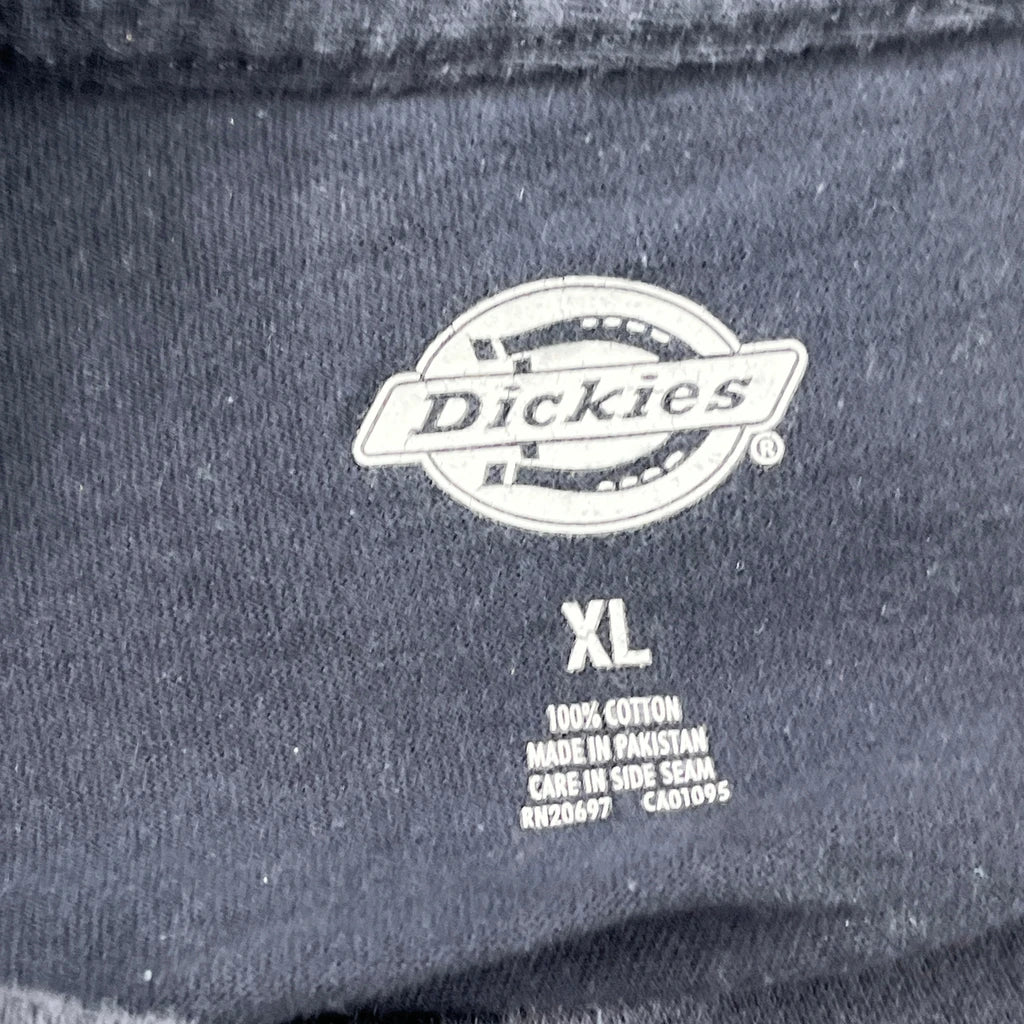 Dickies
®
XL
100% COTTON
MADE IN PAKISTAN
CARE IN SIDE SEAM
RN20697 CA01095